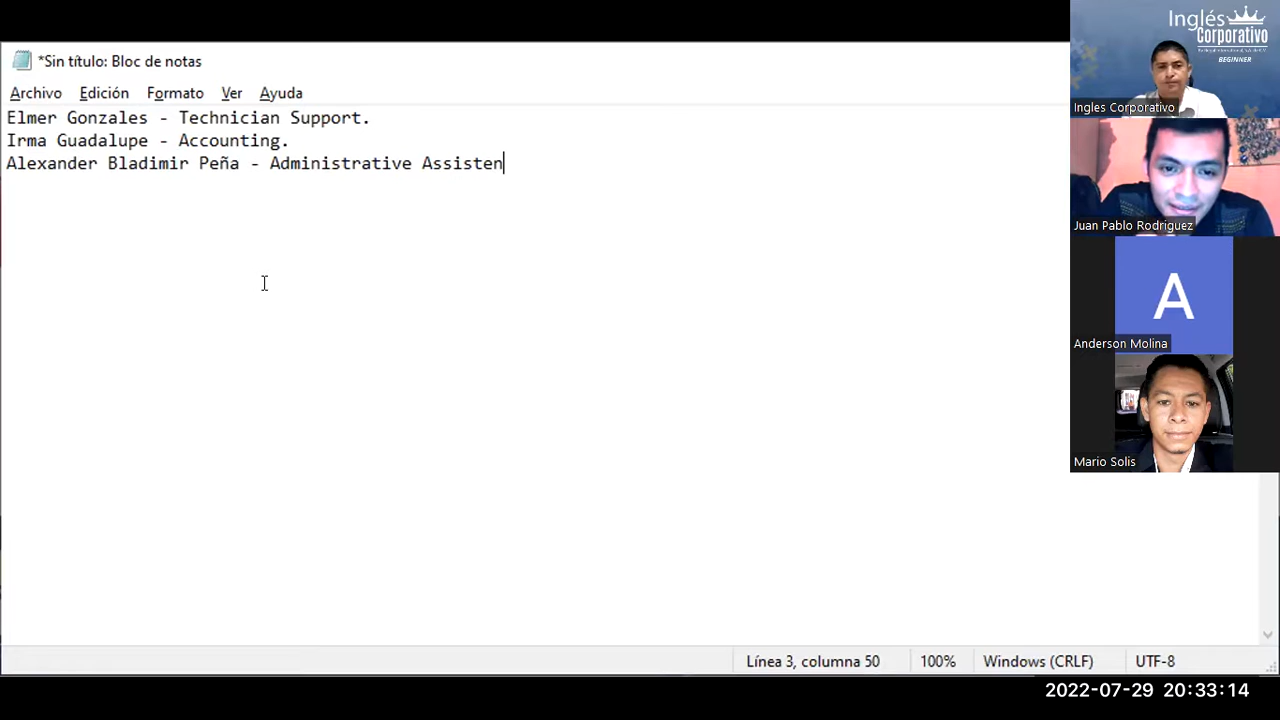 *Sin título: Bloc de notas
Archivo Edición Formato Ver Ayuda
Elmer Gonzales - Technician Support.
Irma Guadalupe - Accounting.
Alexander Bladimir Peña - Administrative Assisten
Línea 3, columna 50 100% Windows (CRLF) UTF-8
Inglés
Corporativo
BEGINNER
Ingles Corporativo
Juan Pablo Rodriguez
A
Anderson Molina
Mario Solis
2022-07-29 20:33:14